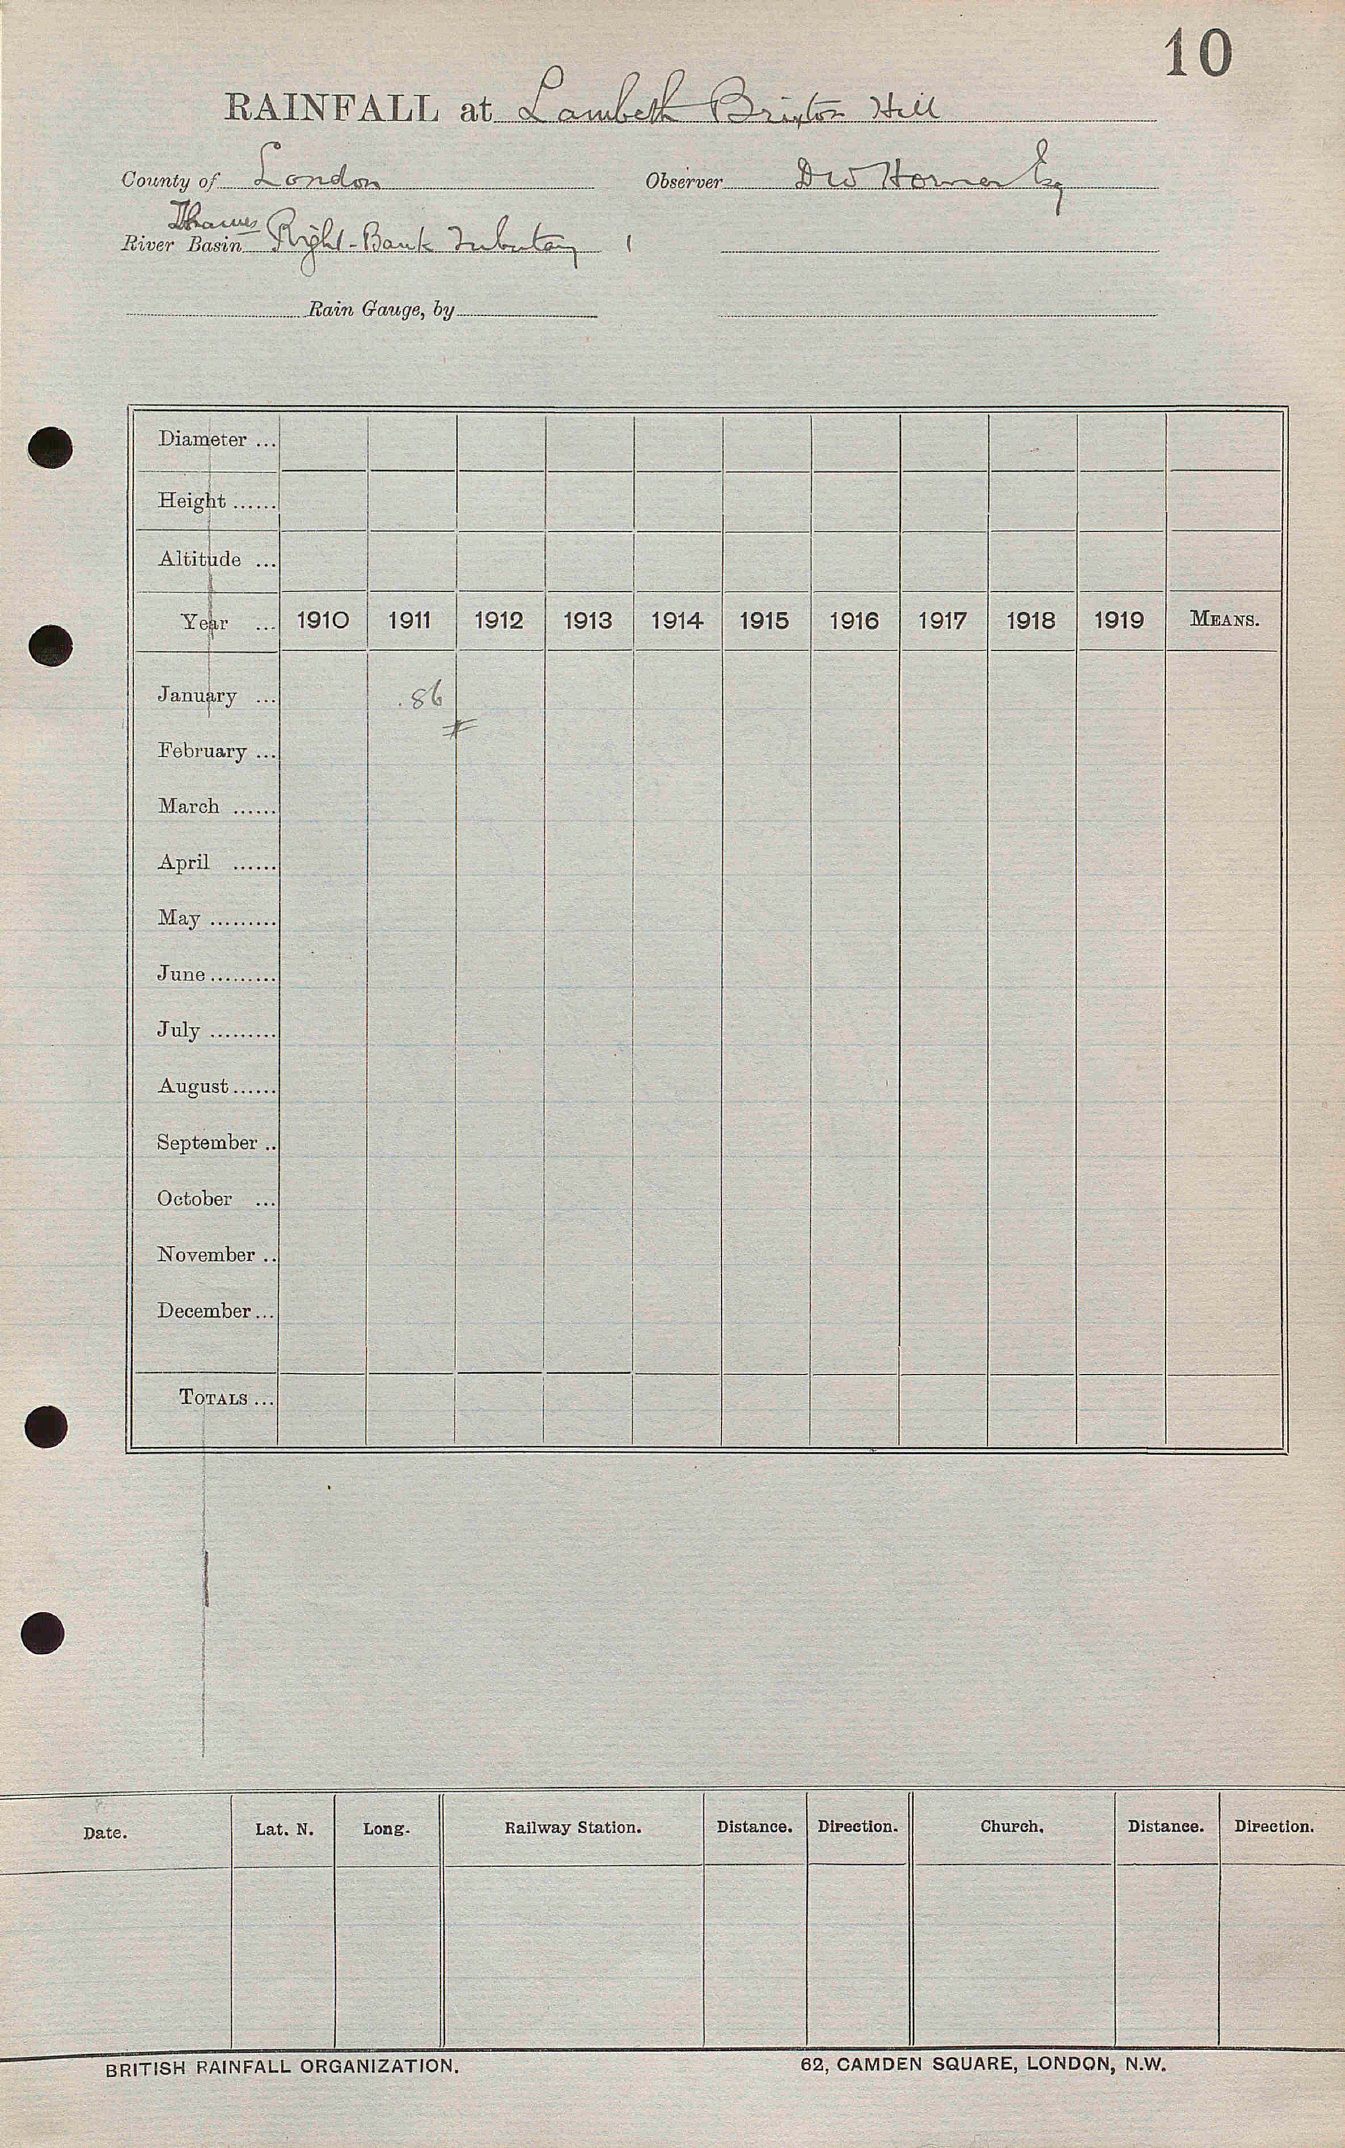 10
RAINFALL at Lambeth Brixton Hill
County of London Observer D W Horner Esq
Thames
River Basin Right-Bank Tributary 1
Rain Gauge, by
Diameter ...
Height ......
Altitude ...
Year ... 1910 1911 1912 1913 1914 1915 1916 1917 1918 1919 MEANS.
January ... .86
February ...
March ......
April ......
May .........
June .........
July .........
August ......
September ..
October ...
November ..
December ...
TOTALS ...
Date. Lat. N. Long. Railway Station. Distance. Direction. Church. Distance. Direction.
BRITISH RAINFALL ORGANIZATION. 62, CAMDEN SQUARE, LONDON, N.W.